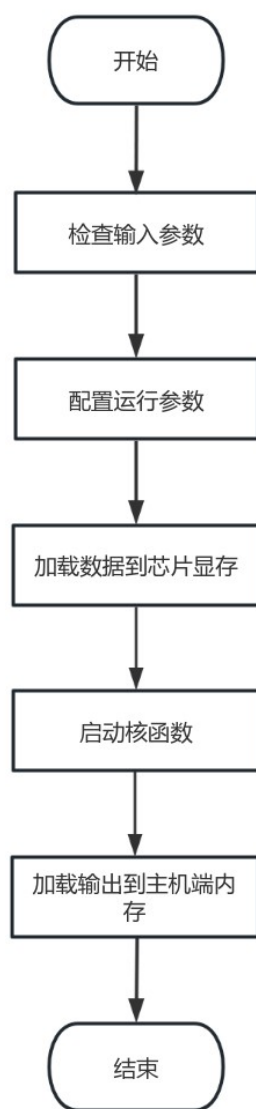 开始
检查输入参数
配置运行参数
加载数据到芯片显存
启动核函数
加载输出到主机端内
存
结束